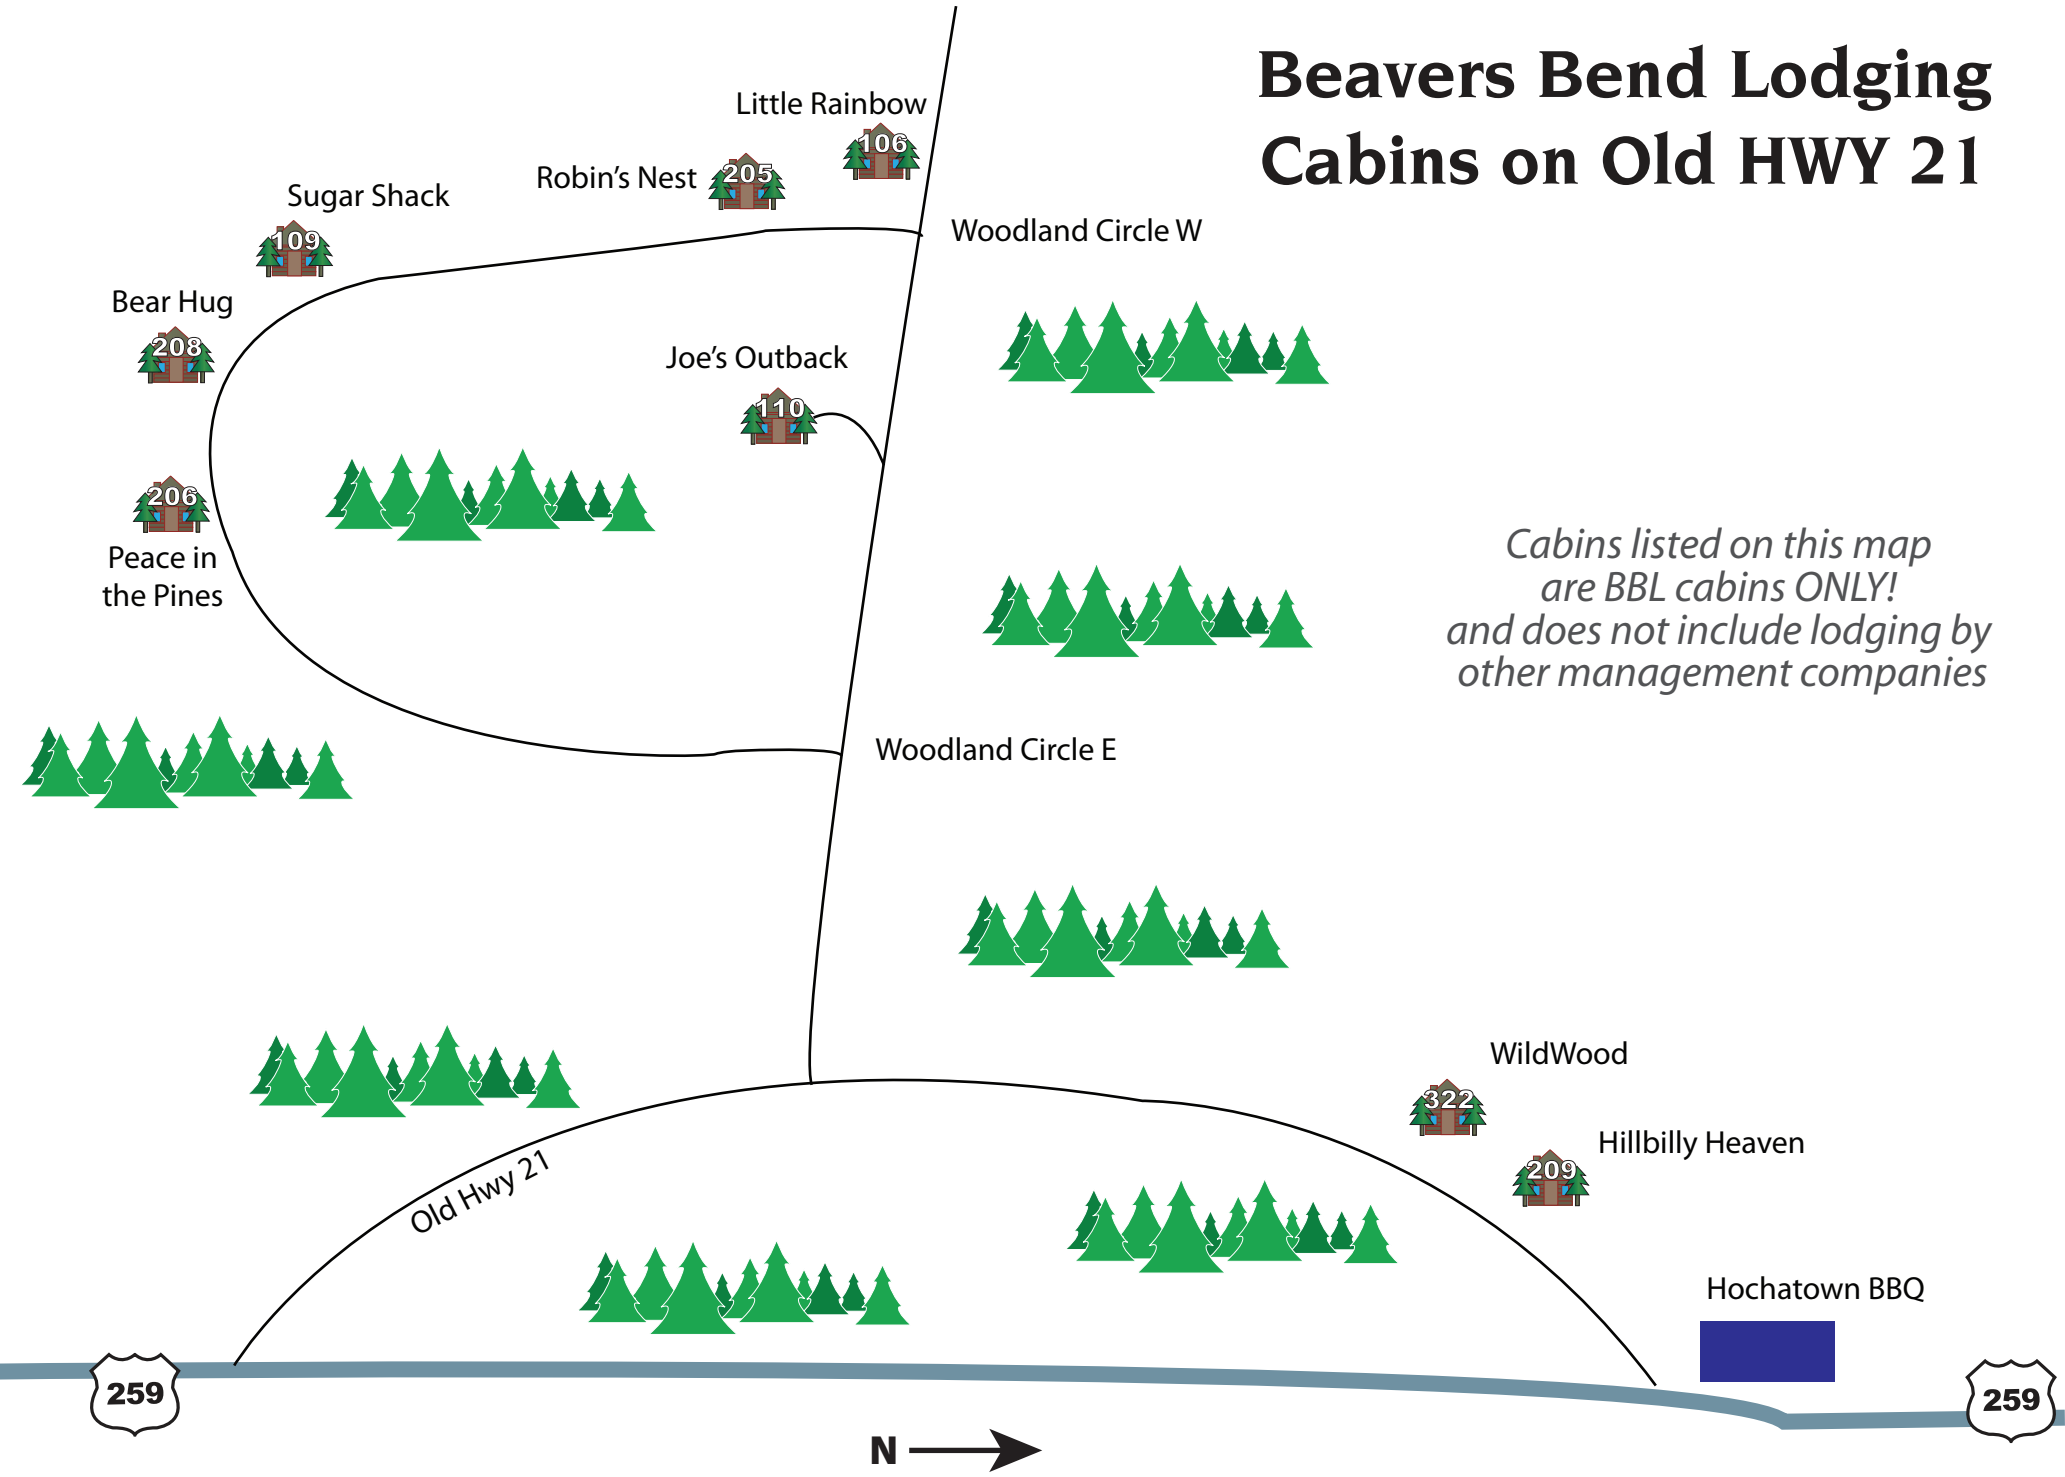 Beavers Bend Lodging
Cabins on Old HWY 21
Little Rainbow
106
Robin's Nest
205
Sugar Shack
109
Woodland Circle W
Bear Hug
208
Joe's Outback
110
206
Peace in
the Pines
Cabins listed on this map
are BBL cabins ONLY!
and does not include lodging by
other management companies
Woodland Circle E
WildWood
322
Hillbilly Heaven
209
Old Hwy 21
Hochatown BBQ
259
259
N